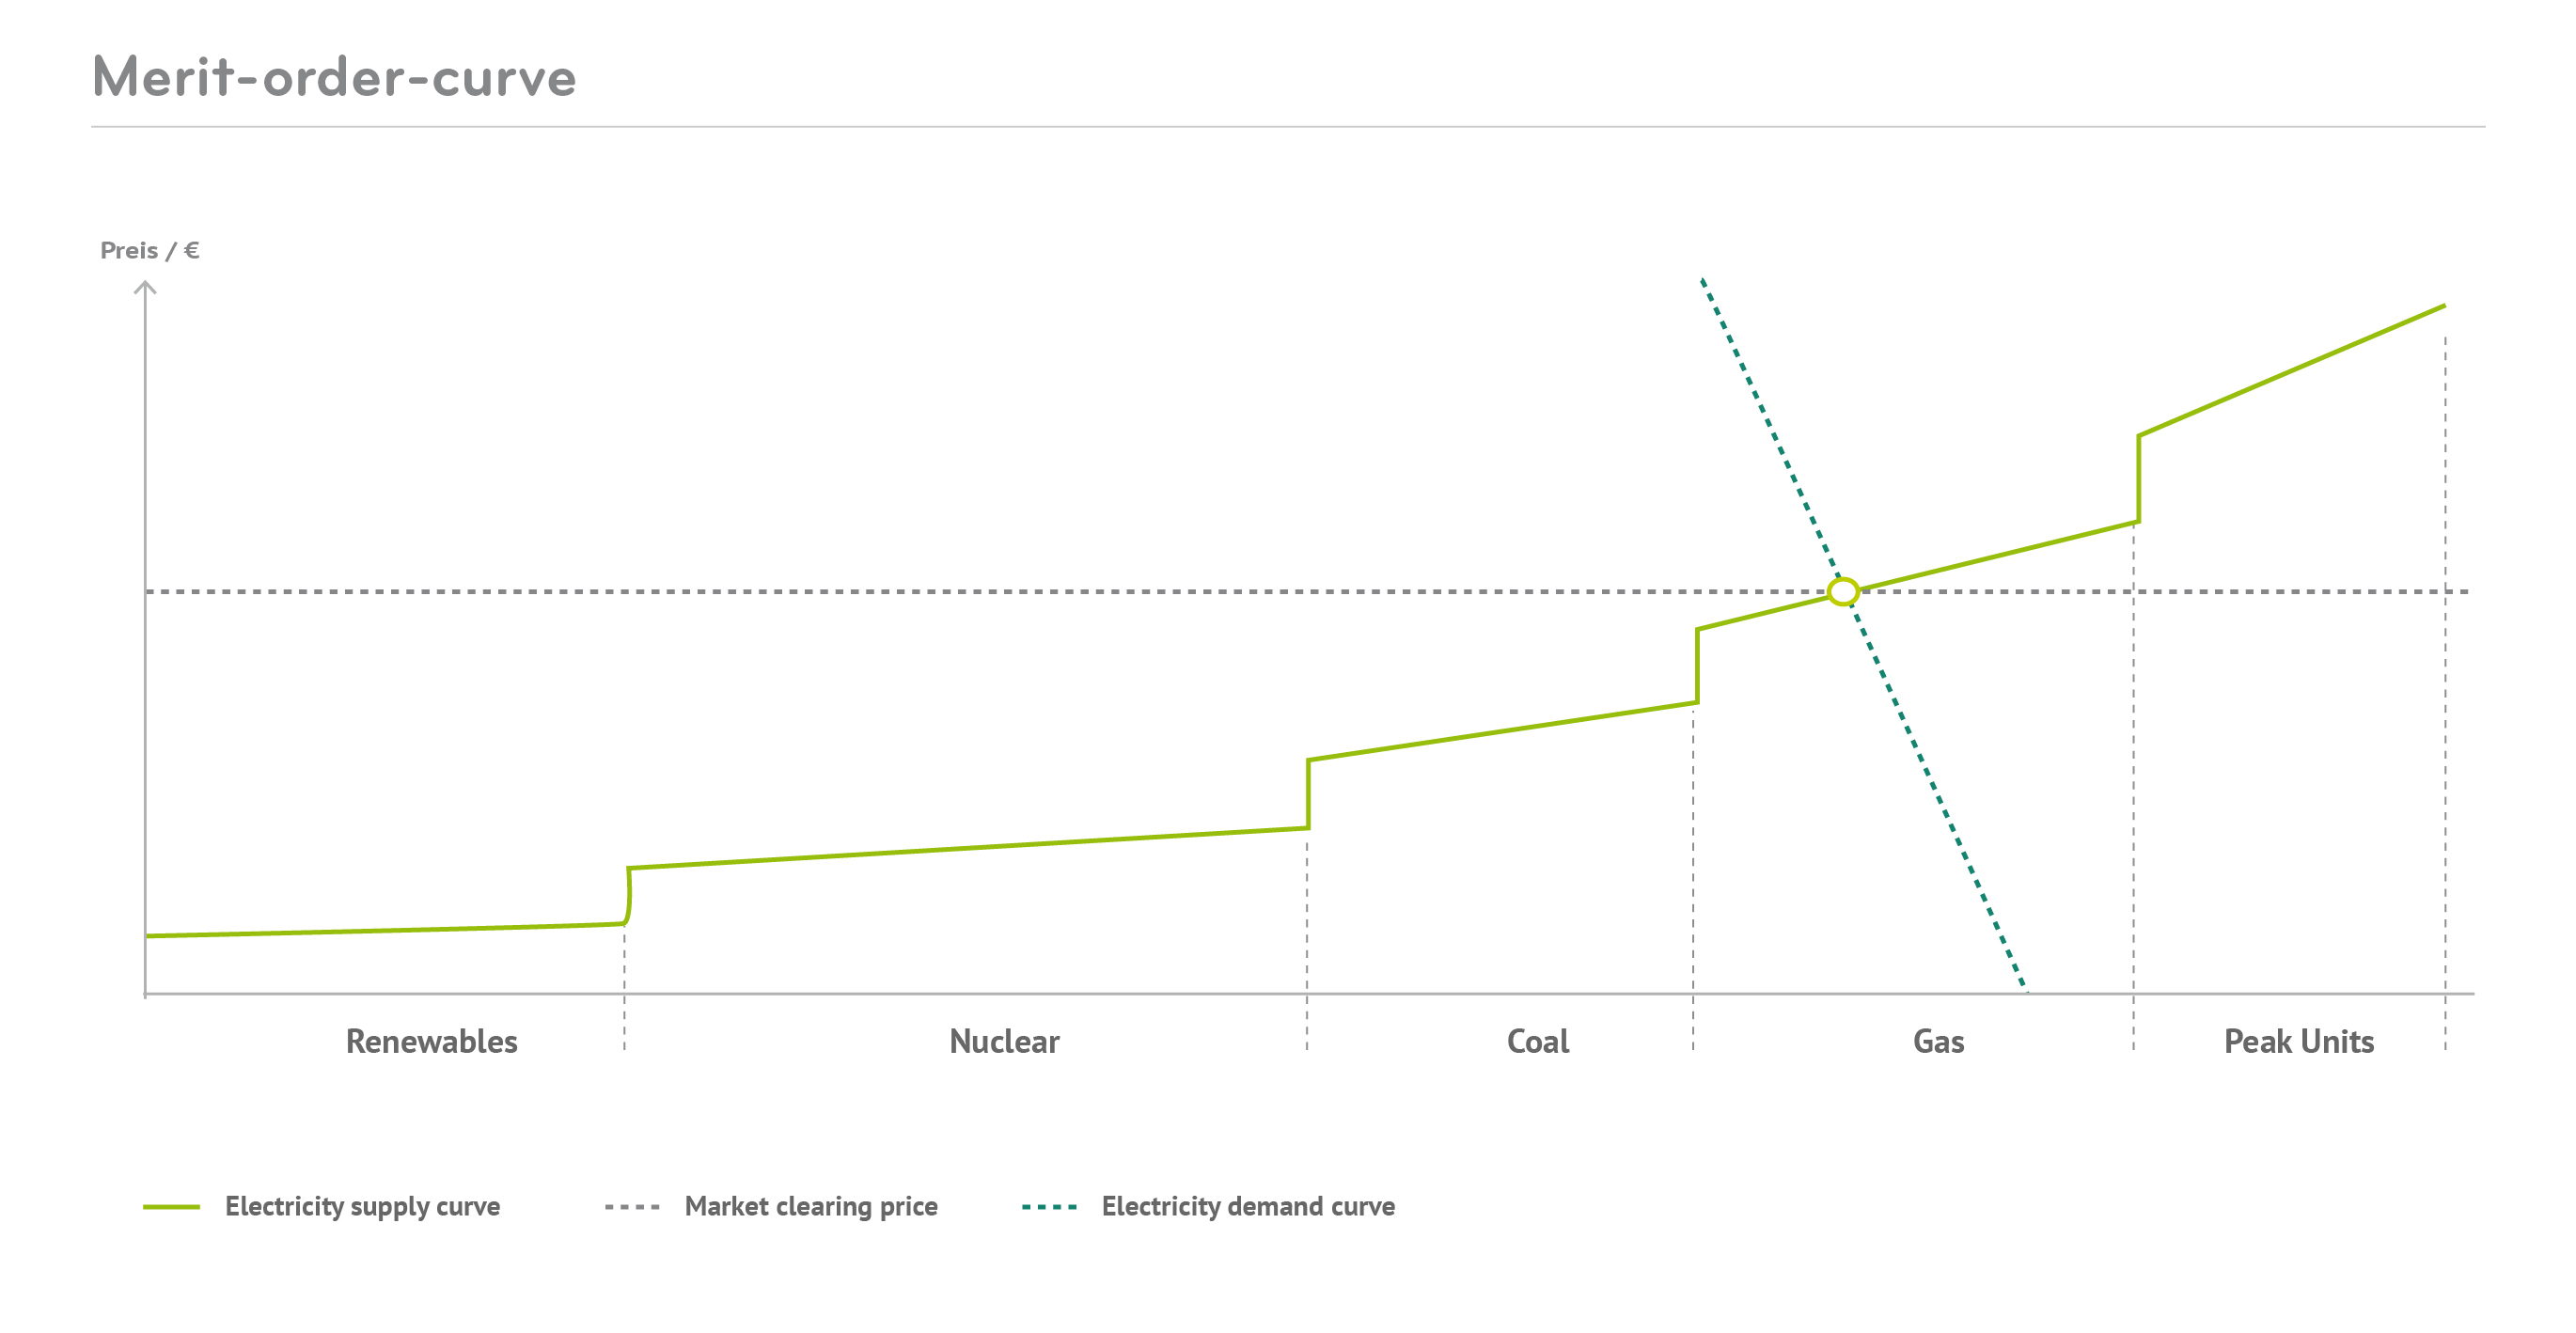 Merit-order-curve
Preis / €
Renewables Nuclear Coal Gas Peak Units
Electricity supply curve Market clearing price Electricity demand curve